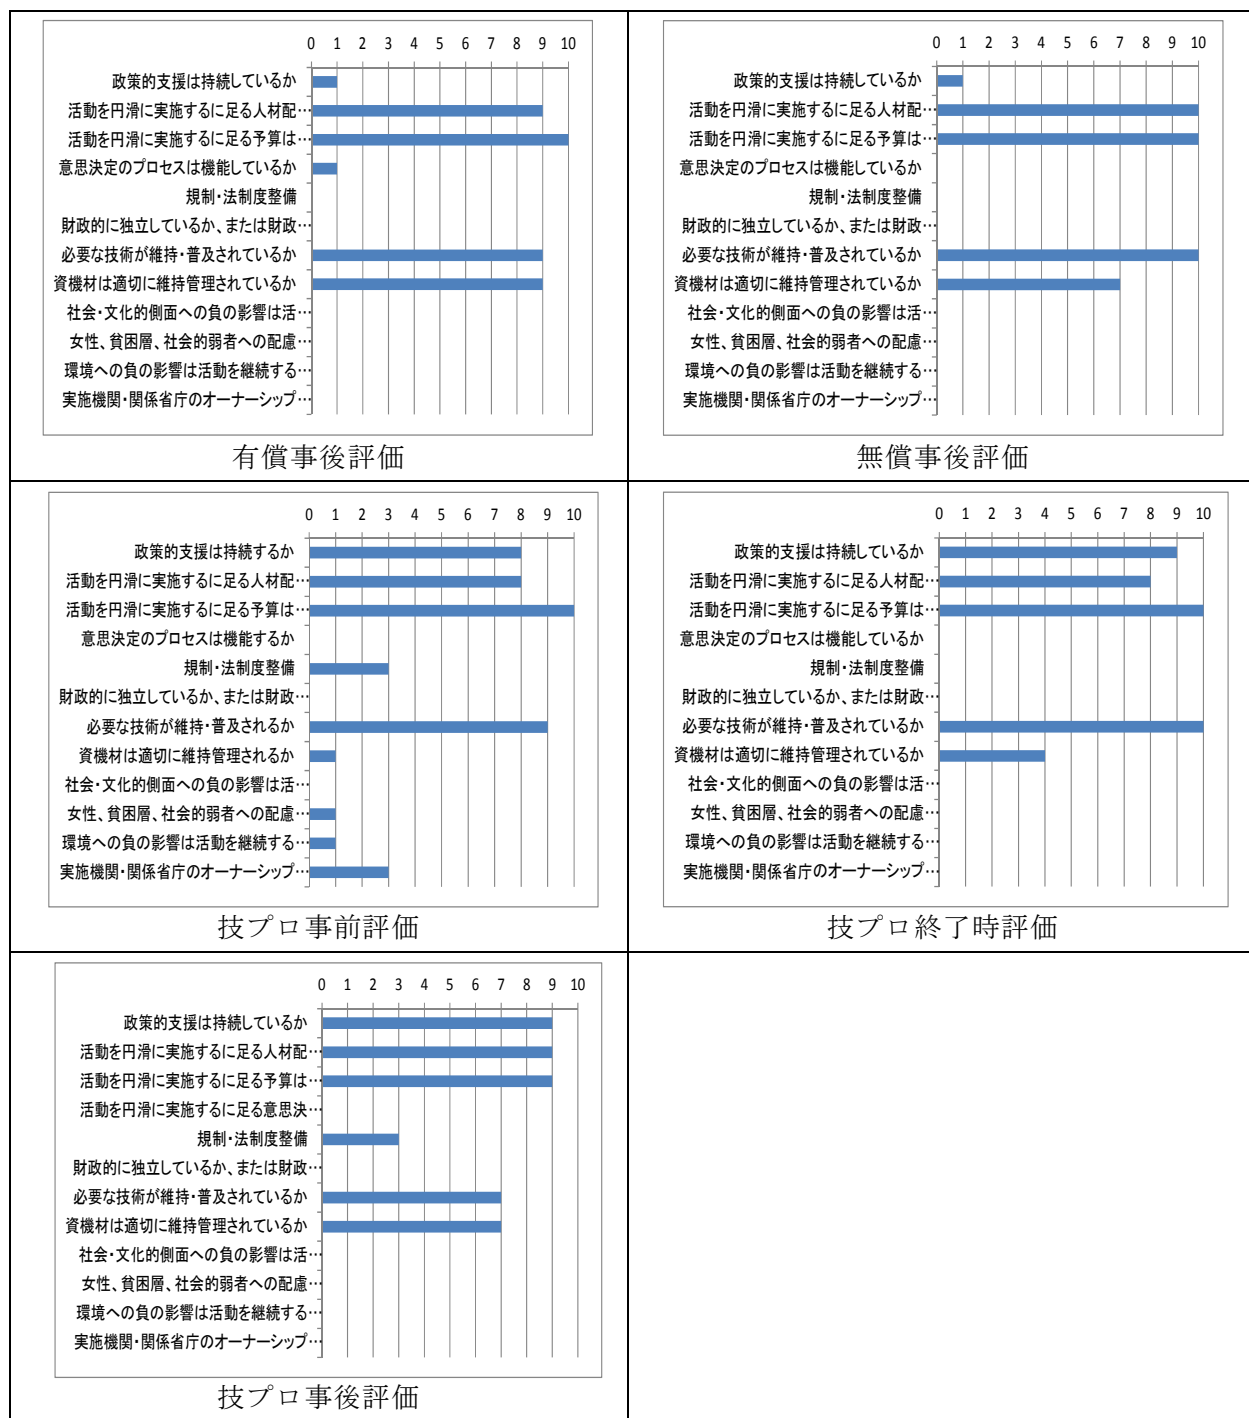 0 1 2 3 4 5 6 7 8 9 10
政策的支援は持続しているか
活動を円滑に実施するに足る人材配…
活動を円滑に実施するに足る予算は…
意思決定のプロセスは機能しているか
規制・法制度整備
財政的に独立しているか、または財政…
必要な技術が維持・普及されているか
資機材は適切に維持管理されているか
社会・文化的側面への負の影響は活…
女性、貧困層、社会的弱者への配慮…
環境への負の影響は活動を継続する…
実施機関・関係省庁のオーナーシップ…
有償事後評価
0 1 2 3 4 5 6 7 8 9 10
政策的支援は持続しているか
活動を円滑に実施するに足る人材配…
活動を円滑に実施するに足る予算は…
意思決定のプロセスは機能しているか
規制・法制度整備
財政的に独立しているか、または財政…
必要な技術が維持・普及されているか
資機材は適切に維持管理されているか
社会・文化的側面への負の影響は活…
女性、貧困層、社会的弱者への配慮…
環境への負の影響は活動を継続する…
実施機関・関係省庁のオーナーシップ…
無償事後評価
0 1 2 3 4 5 6 7 8 9 10
政策的支援は持続するか
活動を円滑に実施するに足る人材配…
活動を円滑に実施するに足る予算は…
意思決定のプロセスは機能するか
規制・法制度整備
財政的に独立しているか、または財政…
必要な技術が維持・普及されるか
資機材は適切に維持管理されるか
社会・文化的側面への負の影響は活…
女性、貧困層、社会的弱者への配慮…
環境への負の影響は活動を継続する…
実施機関・関係省庁のオーナーシップ…
技プロ事前評価
0 1 2 3 4 5 6 7 8 9 10
政策的支援は持続しているか
活動を円滑に実施するに足る人材配…
活動を円滑に実施するに足る予算は…
意思決定のプロセスは機能しているか
規制・法制度整備
財政的に独立しているか、または財政…
必要な技術が維持・普及されているか
資機材は適切に維持管理されているか
社会・文化的側面への負の影響は活…
女性、貧困層、社会的弱者への配慮…
環境への負の影響は活動を継続する…
実施機関・関係省庁のオーナーシップ…
技プロ終了時評価
0 1 2 3 4 5 6 7 8 9 10
政策的支援は持続しているか
活動を円滑に実施するに足る人材配…
活動を円滑に実施するに足る予算は…
活動を円滑に実施するに足る意思決…
規制・法制度整備
財政的に独立しているか、または財政…
必要な技術が維持・普及されているか
資機材は適切に維持管理されているか
社会・文化的側面への負の影響は活…
女性、貧困層、社会的弱者への配慮…
環境への負の影響は活動を継続する…
実施機関・関係省庁のオーナーシップ…
技プロ事後評価